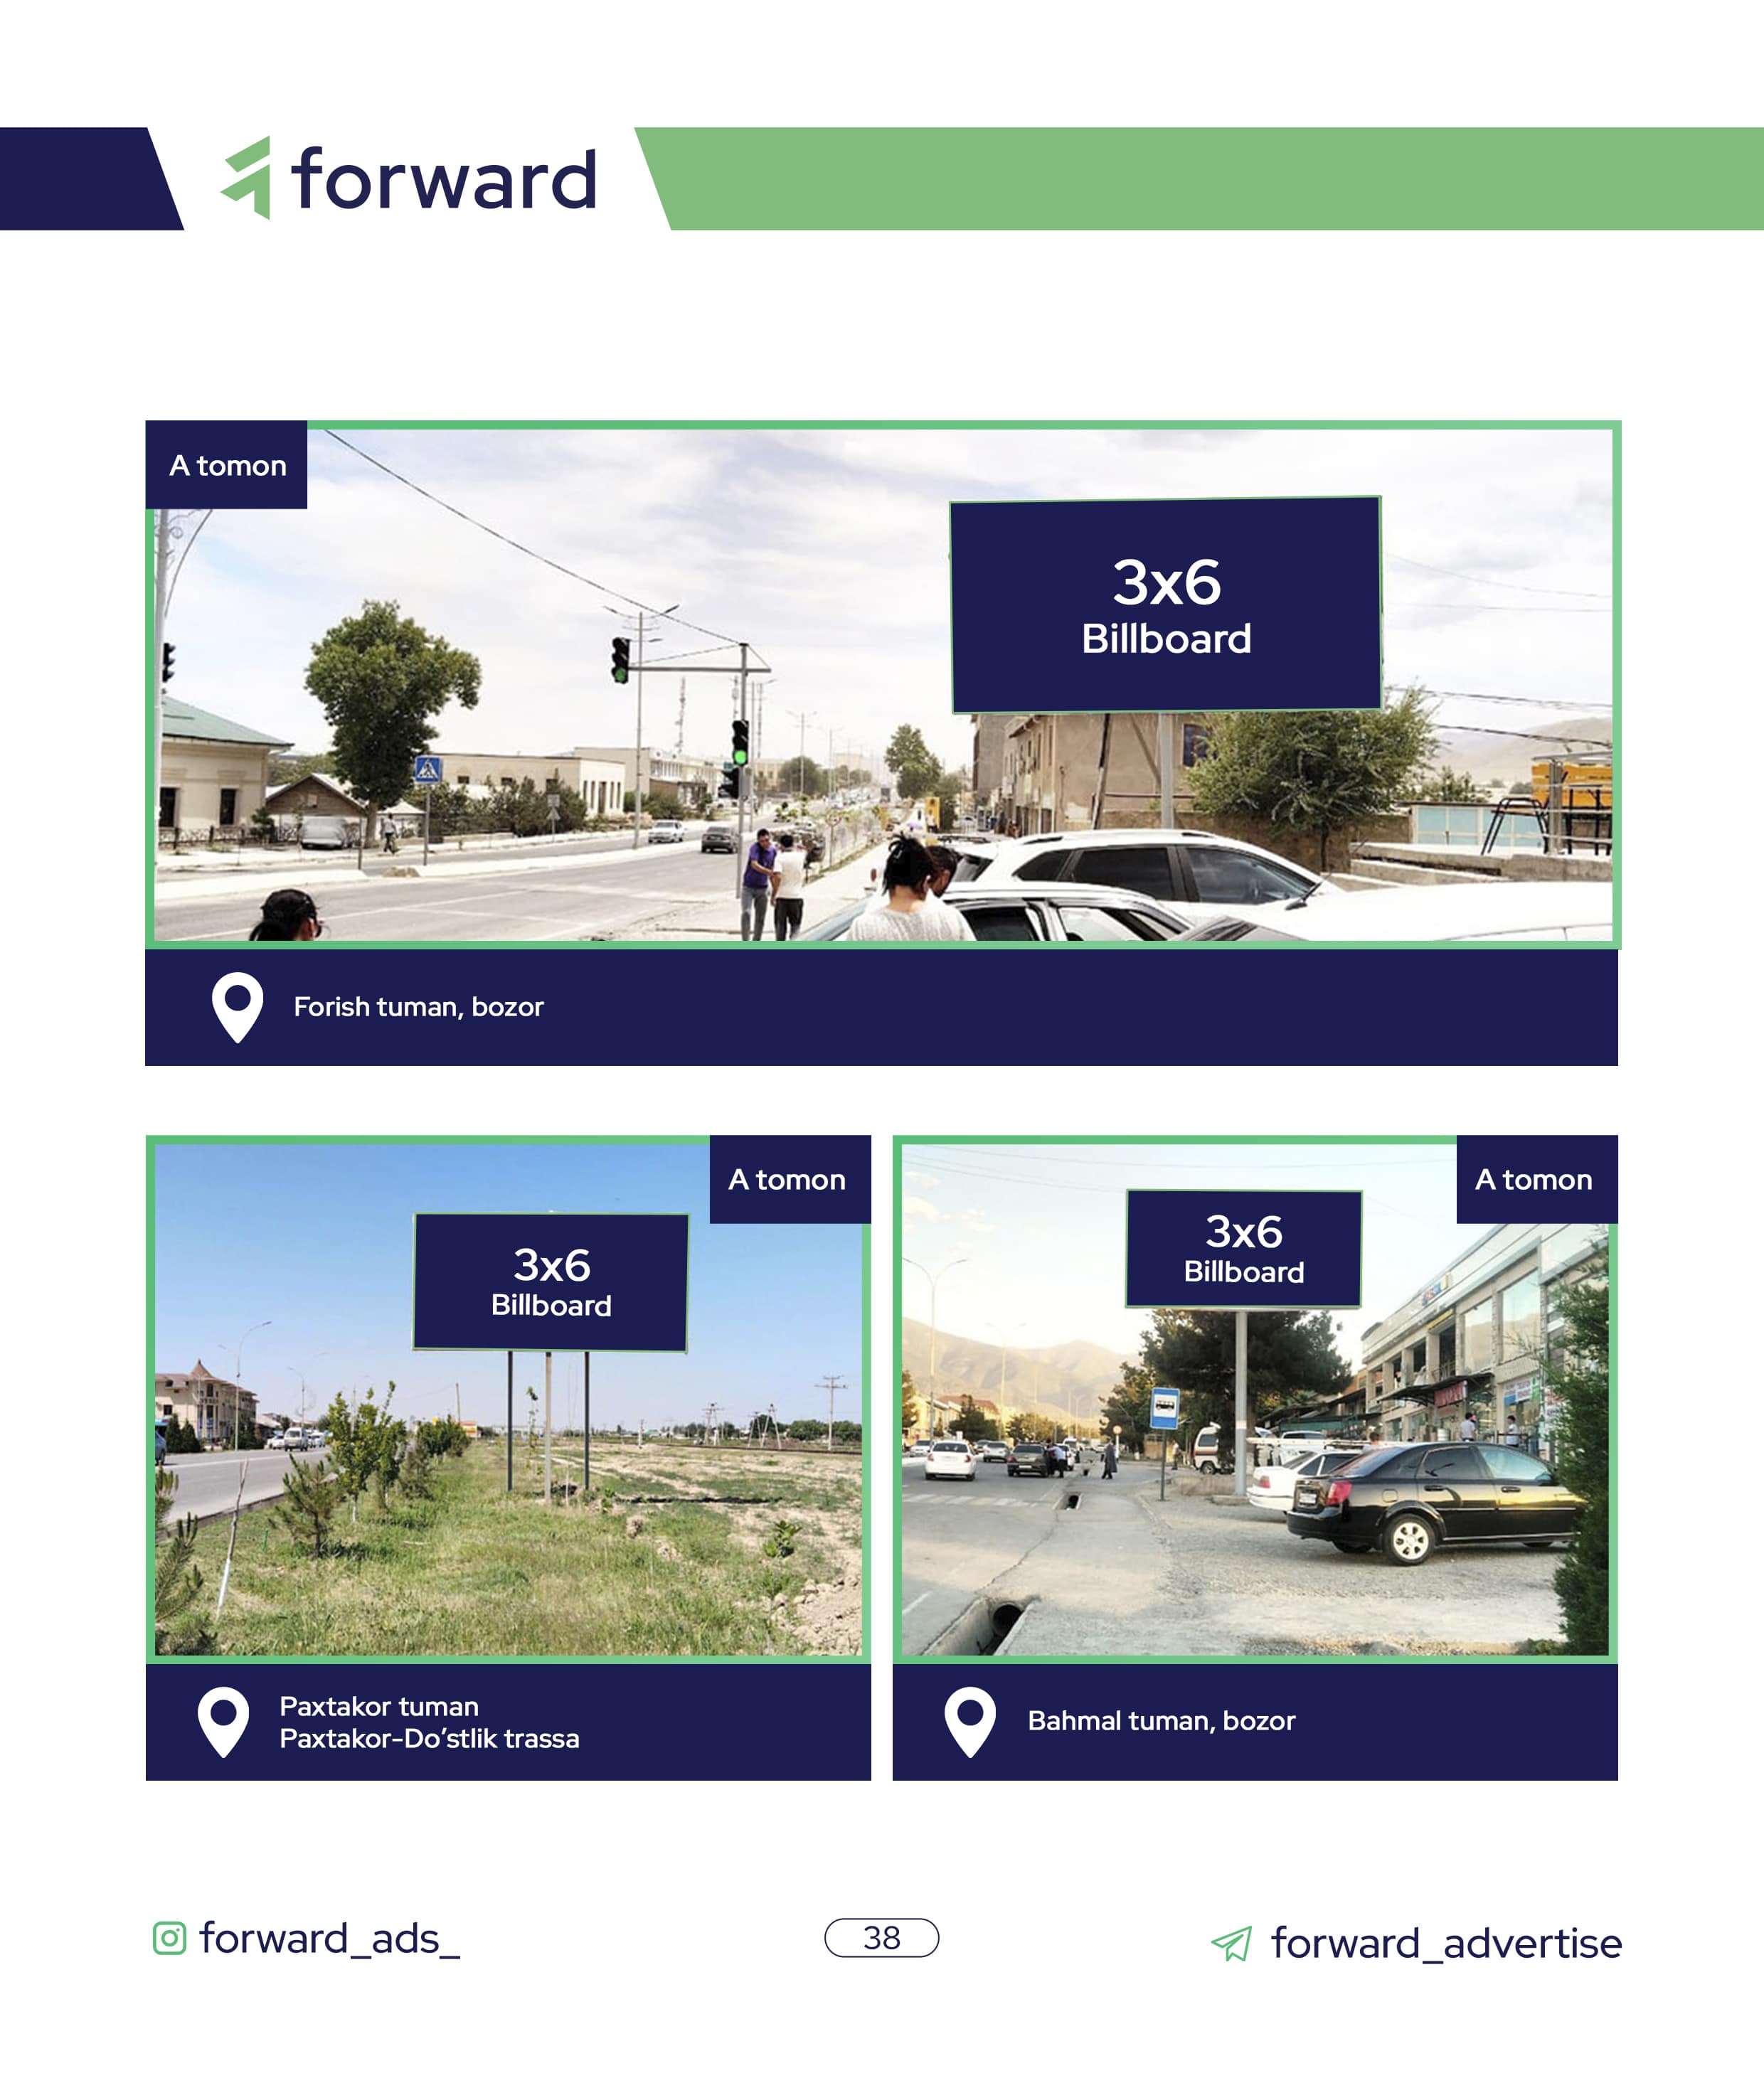 forward
A tomon
3x6
Billboard
Forish tuman, bozor
A tomon
3x6
Billboard
Paxtakor tuman
Paxtakor-Do’stlik trassa
A tomon
3x6
Billboard
Bahmal tuman, bozor
forward_ads_
38
forward_advertise